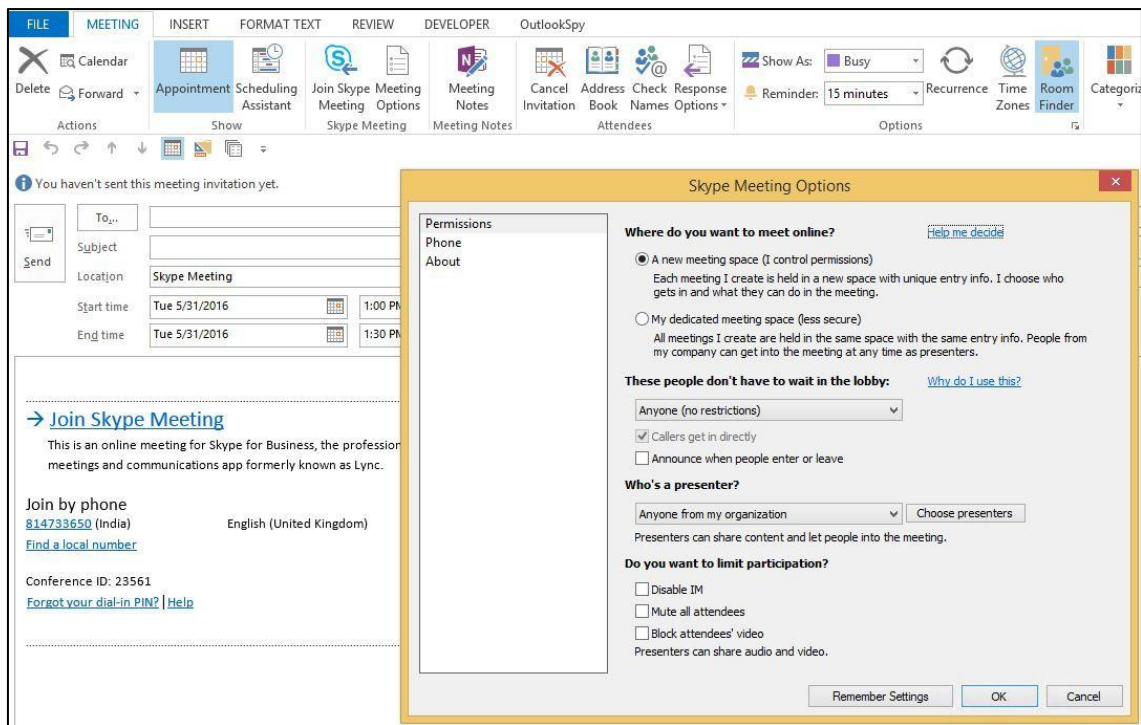 FILE MEETING INSERT FORMAT TEXT REVIEW DEVELOPER OutlookSpy
Delete
Calendar
Forward
Actions
Appointment
Scheduling Assistant
Show
Join Skype Meeting
Meeting Options
Skype Meeting
N
Meeting Notes
Meeting Notes
Cancel Invitation
Address Book
Check Names
Response Options
Attendees
Show As: Busy
Reminder: 15 minutes
Recurrence
Time Zones
Room Finder
Options
Categoriz
You haven't sent this meeting invitation yet.
Send
To...
Subject
Location Skype Meeting
Start time Tue 5/31/2016 1:00 PM
End time Tue 5/31/2016 1:30 PM
→ Join Skype Meeting
This is an online meeting for Skype for Business, the profession
meetings and communications app formerly known as Lync.
Join by phone
814733650 (India) English (United Kingdom)
Find a local number
Conference ID: 23561
Forgot your dial-in PIN? | Help
Skype Meeting Options
Permissions
Phone
About
Where do you want to meet online? Help me decide
A new meeting space (I control permissions)
Each meeting I create is held in a new space with unique entry info. I choose who
gets in and what they can do in the meeting.
My dedicated meeting space (less secure)
All meetings I create are held in the same space with the same entry info. People from
my company can get into the meeting at any time as presenters.
These people don't have to wait in the lobby: Why do I use this?
Anyone (no restrictions)
Callers get in directly
Announce when people enter or leave
Who's a presenter?
Anyone from my organization Choose presenters
Presenters can share content and let people into the meeting.
Do you want to limit participation?
Disable IM
Mute all attendees
Block attendees' video
Presenters can share audio and video.
Remember Settings OK Cancel